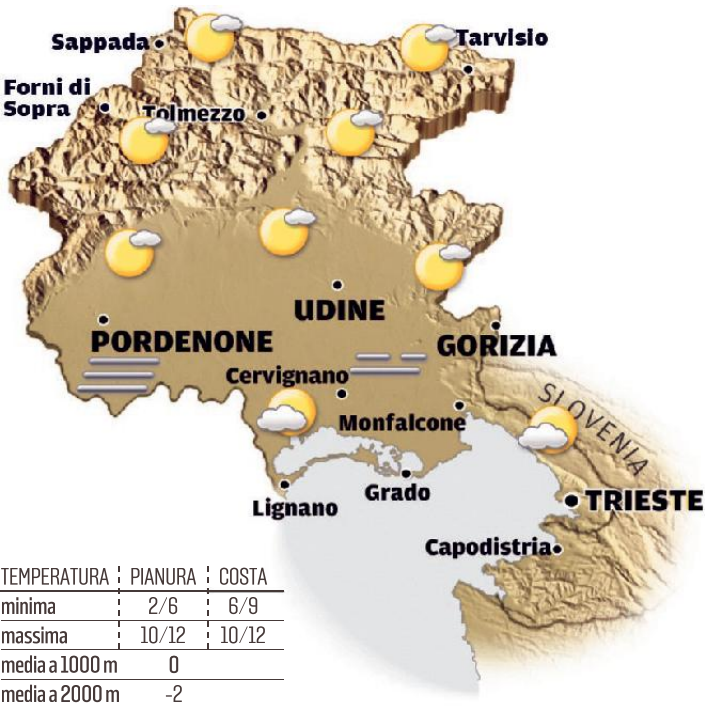 Sappada
Tarvisio
Forni di
Sopra
Tolmezzo
UDINE
PORDENONE
GORIZIA
Cervignano
SLOVENIA
Monfalcone
Lignano
Grado
TRIESTE
Capodistria
TEMPERATURA PIANURA COSTA
minima 2/6 6/9
massima 10/12 10/12
media a 1000 m 0
media a 2000 m -2